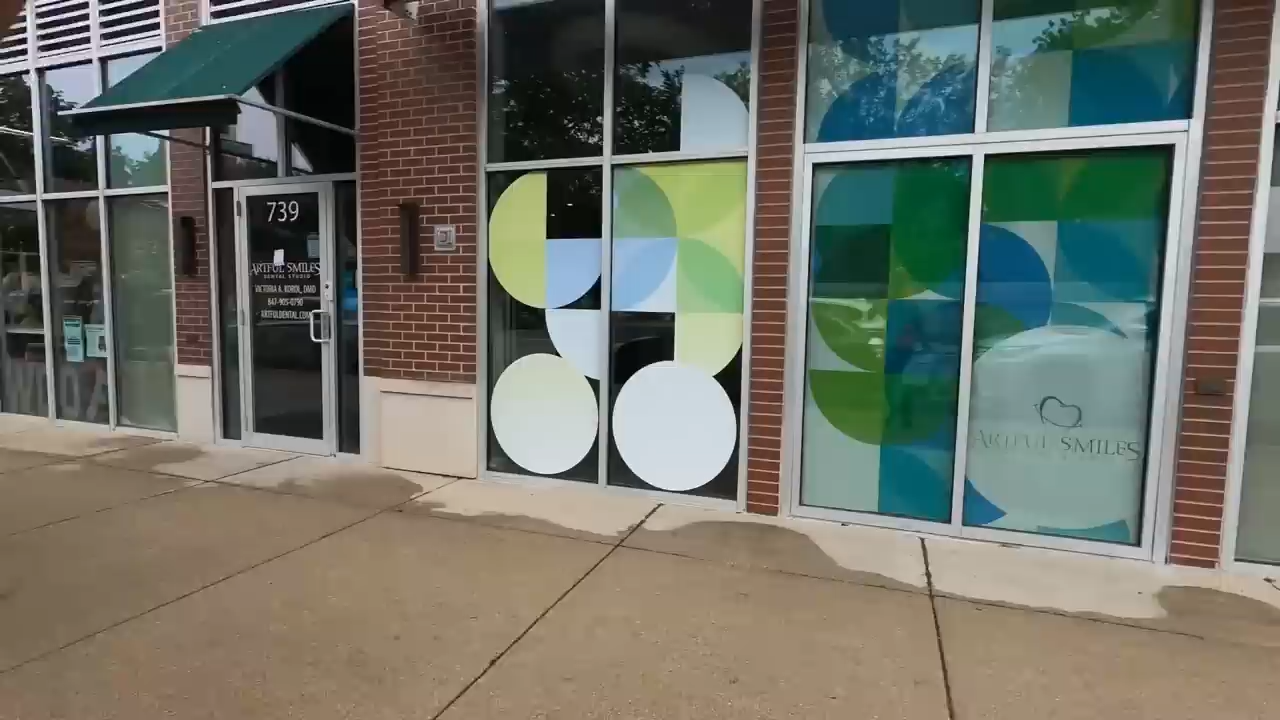 739
ARTFUL SMILES
DENTAL STUDIO
VICTORIA A. KOROL, DMD
847-905-0790
ARTFULDENTAL.COM
ARTFUL SMILES